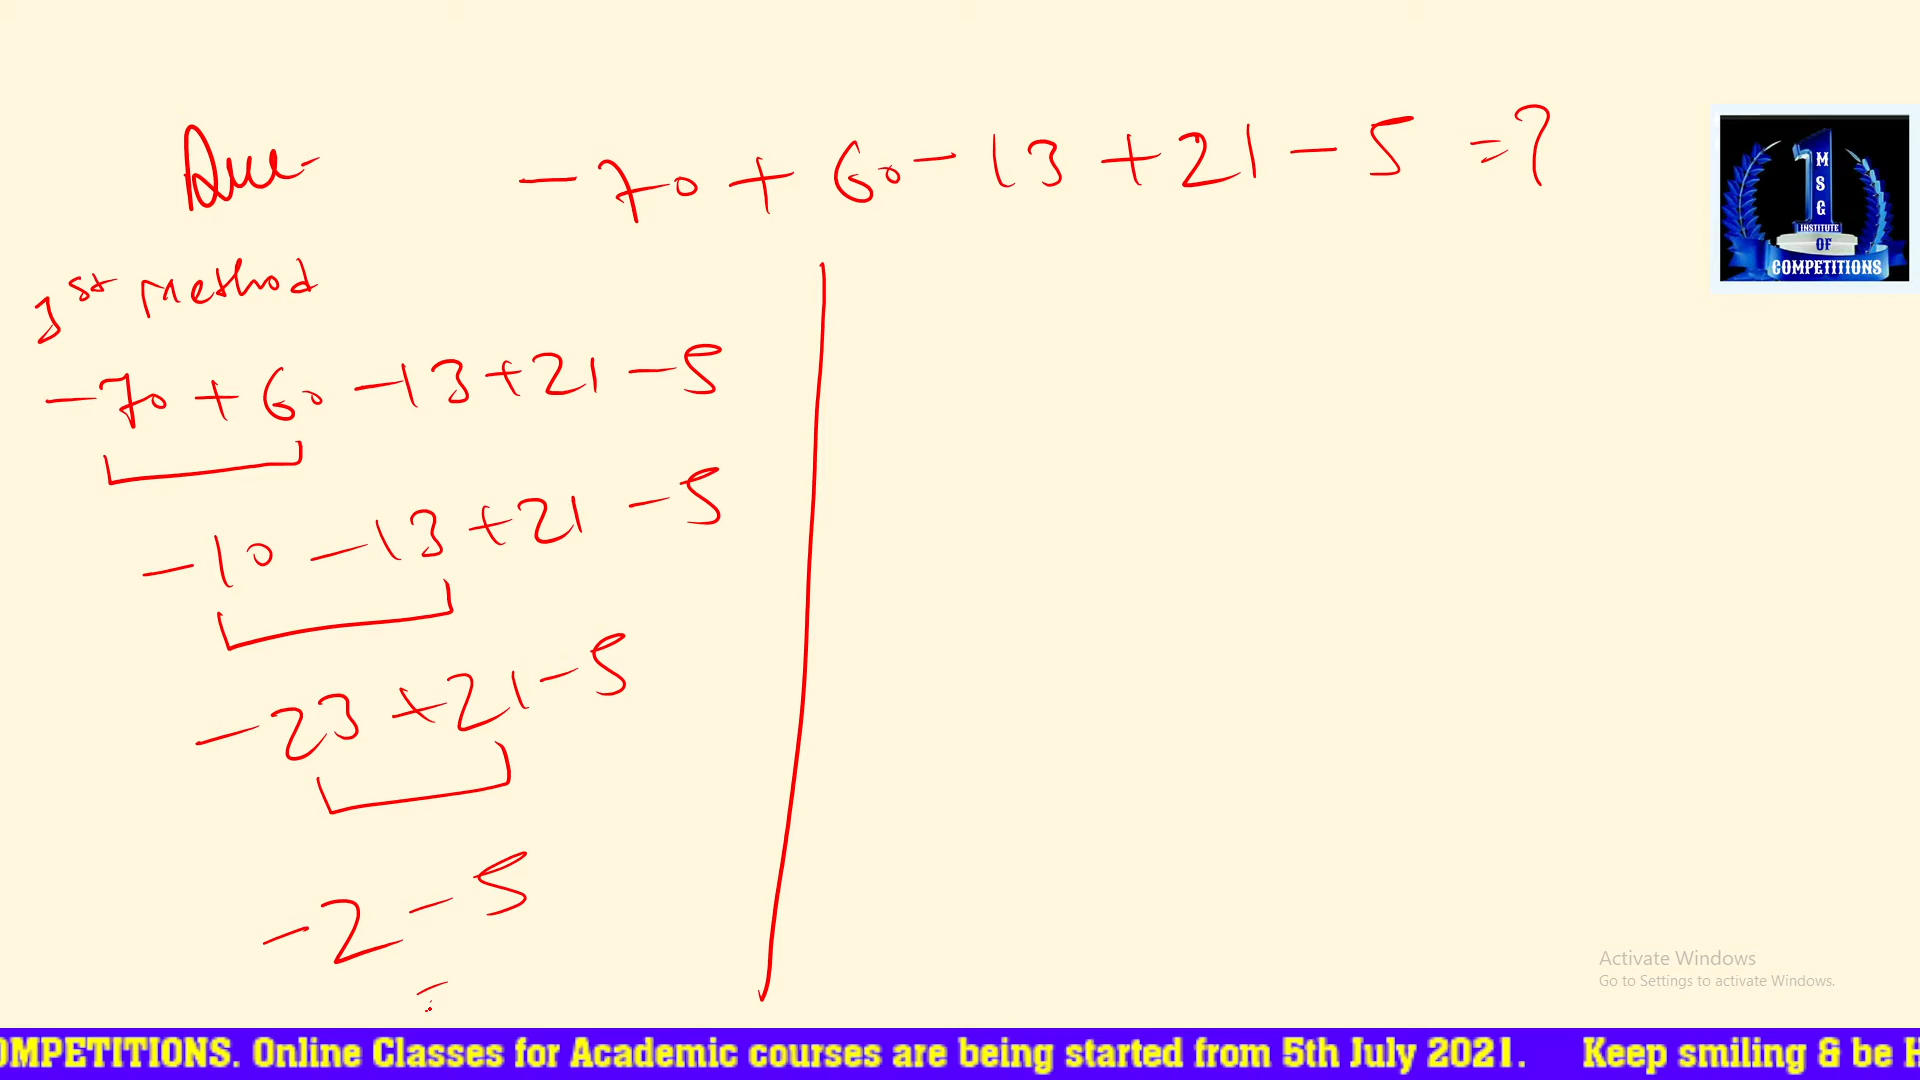 Que - 70 + 60 - 13 + 21 - 5 = ?
1st Method
- 70 + 60 - 13 + 21 - 5
- 10 - 13 + 21 - 5
- 23 + 21 - 5
- 2 - 5
=
1 MSG
INSTITUTE
OF
COMPETITIONS
Activate Windows
Go to Settings to activate Windows.
OMPETITIONS. Online Classes for Academic courses are being started from 5th July 2021. Keep smiling & be H